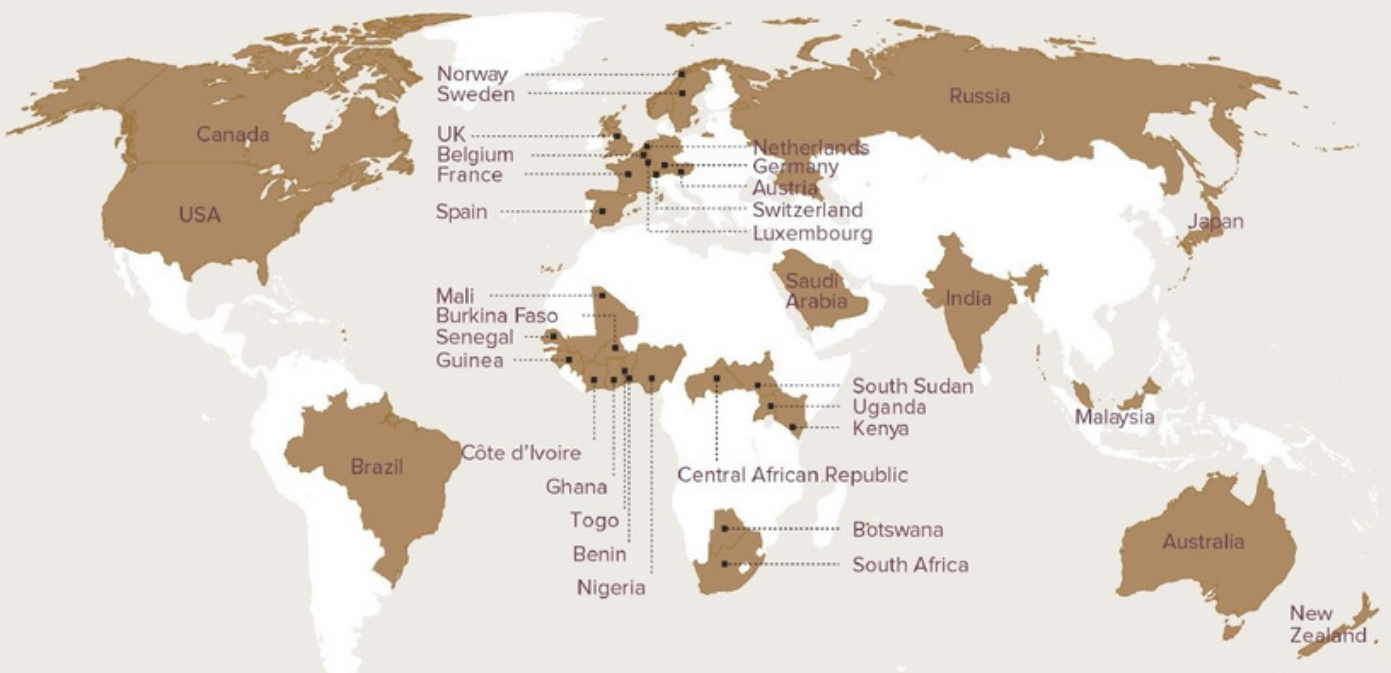 Norway
Sweden
Russia
Canada
UK
Belgium
France
Netherlands
Germany
Austria
USA
Spain
Switzerland
Luxembourg
Japan
Mali
Burkina Faso
Senegal
Guinea
Saudi
Arabia
India
South Sudan
Uganda
Kenya
Malaysia
Côte d'Ivoire
Brazil
Central African Republic
Ghana
Togo
Benin
Nigeria
Botswana
South Africa
Australia
New
Zealand